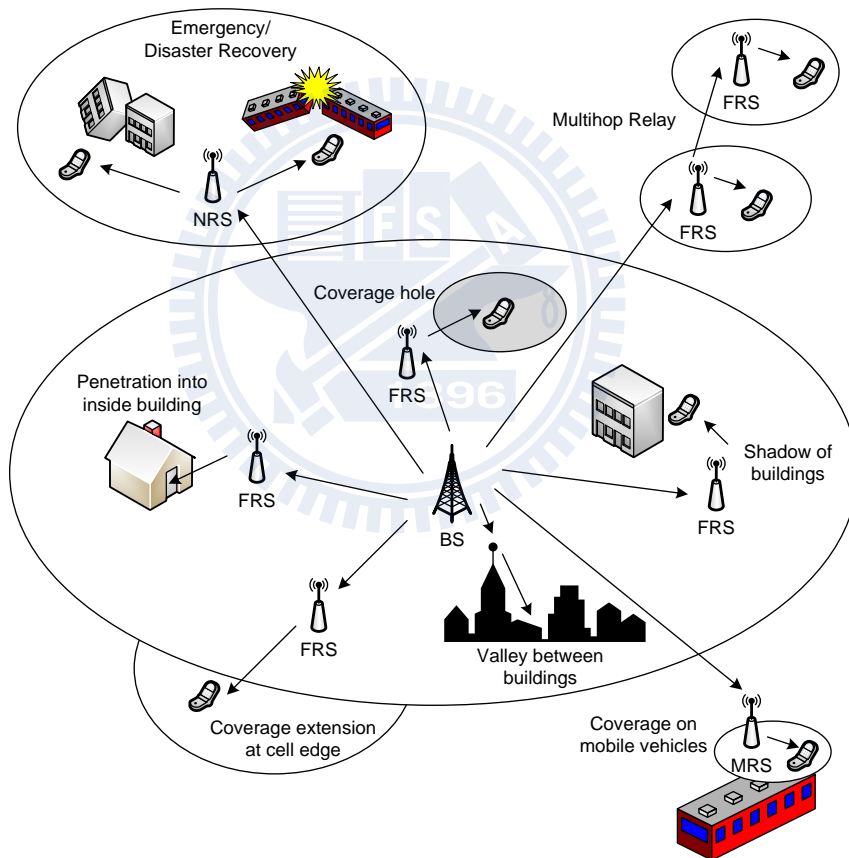 Emergency/
Disaster Recovery
FRS
Multihop Relay
NRS
FRS
E S
A
Coverage hole
FRS
1896
Penetration into
inside building
Shadow of
buildings
FRS
FRS
BS
FRS
Valley between
buildings
Coverage extension
at cell edge
Coverage on
mobile vehicles
MRS